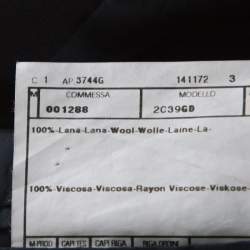 C 1 AP 3744G 141172 3
M COMMESSA MODELLO
001288 2C39GD
100%-Lana-Lana-Wool-Wolle-Laine-La-
100%-Viscosa-Viscosa-Rayon Viscose-Viskose-
M.PROD CAPI TES CAPI RIGA RIGA ORDINE